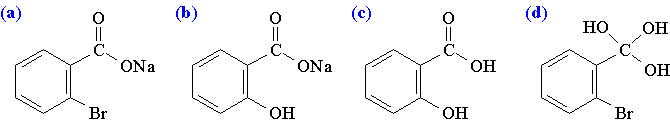 (a) (b) (c) (d)
O O O HO OH
C C C C
ONa ONa OH OH
Br OH OH Br